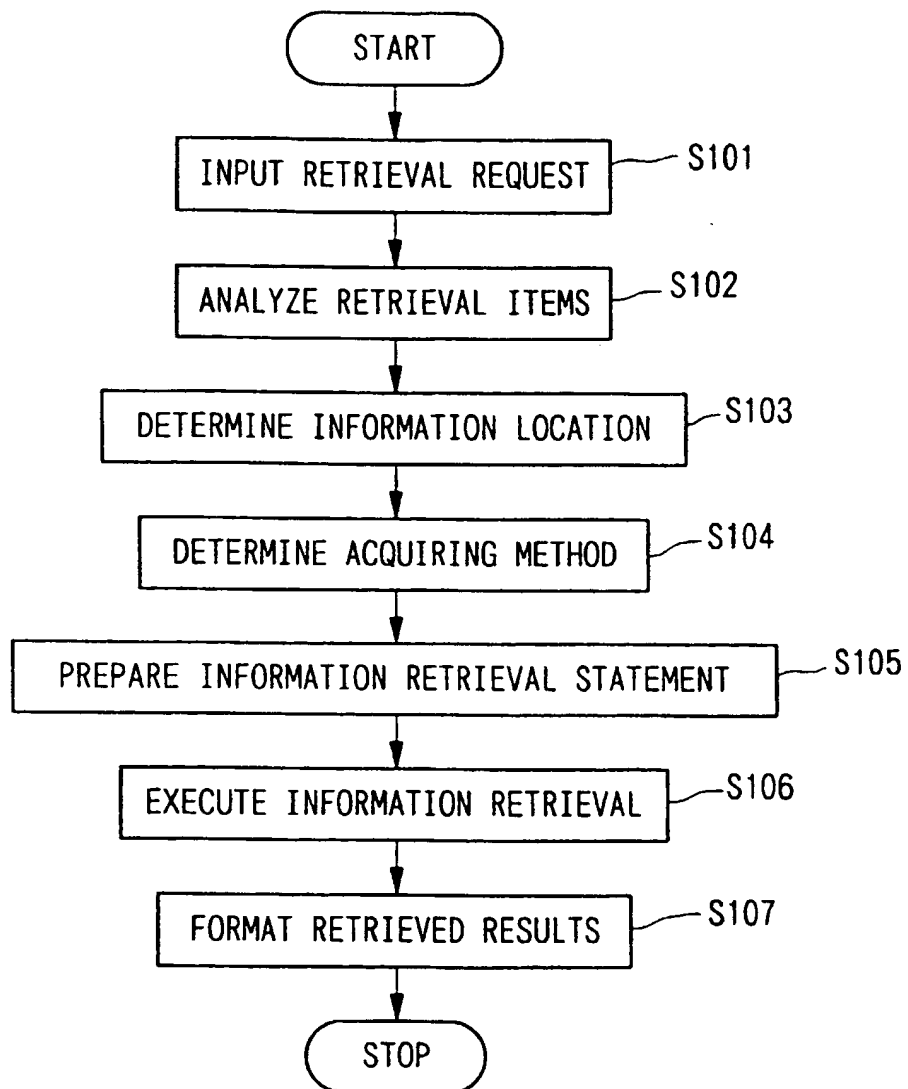 START
INPUT RETRIEVAL REQUEST
S101
ANALYZE RETRIEVAL ITEMS
S102
DETERMINE INFORMATION LOCATION
S103
DETERMINE ACQUIRING METHOD
S104
PREPARE INFORMATION RETRIEVAL STATEMENT
S105
EXECUTE INFORMATION RETRIEVAL
S106
FORMAT RETRIEVED RESULTS
S107
STOP